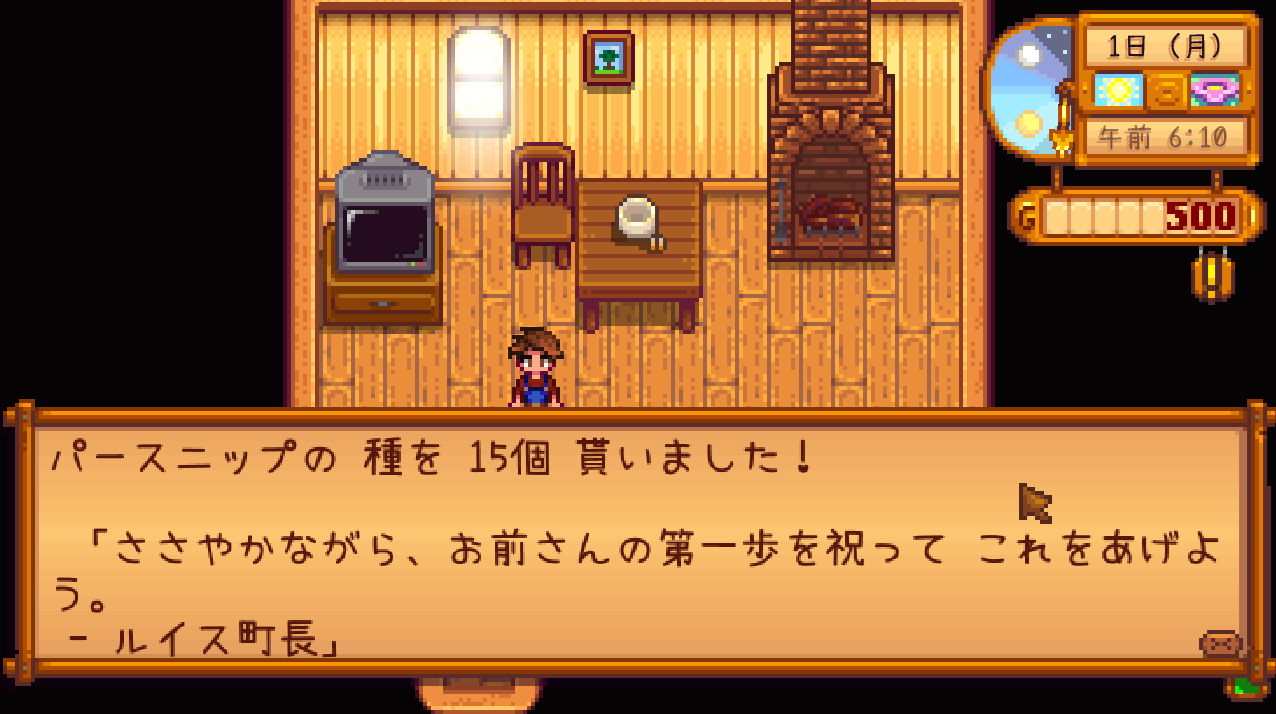 1日 (月)
午前 6:10
500
パースニップの 種を 15個 貰いました！
「ささやかながら、お前さんの第一歩を祝って これをあげよ
う。
- ルイス町長」